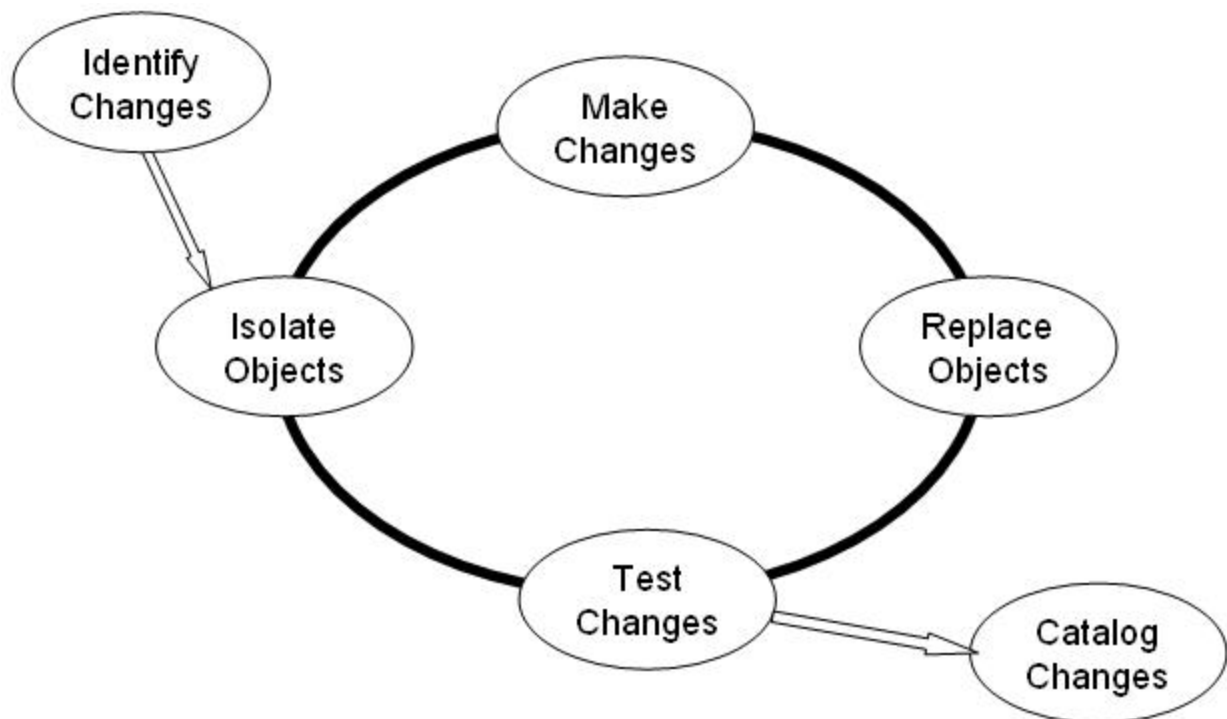 Identify
Changes
Make
Changes
Isolate
Objects
Replace
Objects
Test
Changes
Catalog
Changes